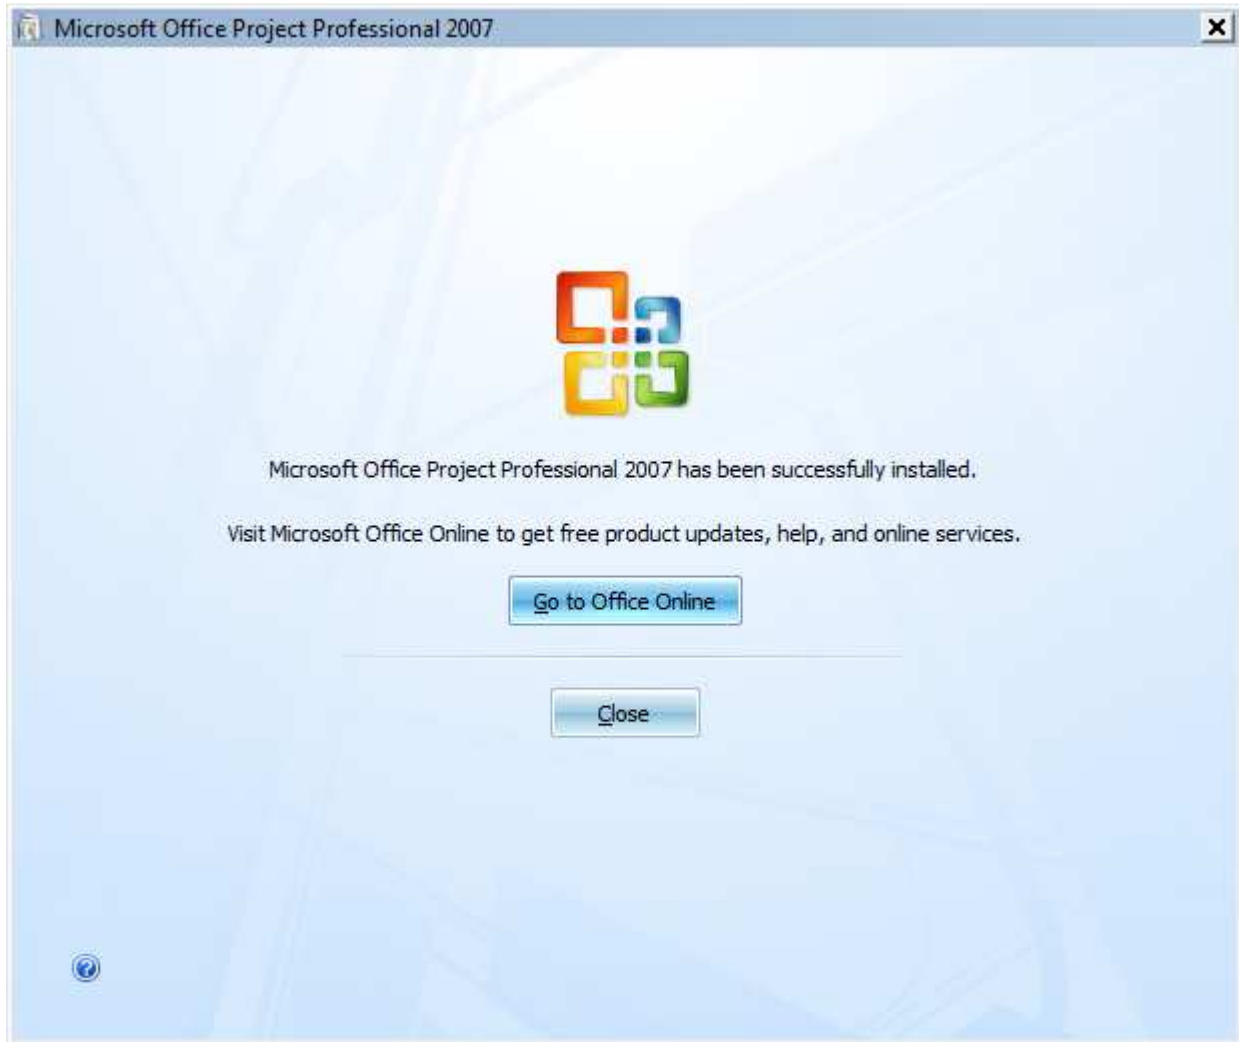 Microsoft Office Project Professional 2007
Microsoft Office Project Professional 2007 has been successfully installed.
Visit Microsoft Office Online to get free product updates, help, and online services.
Go to Office Online
Close